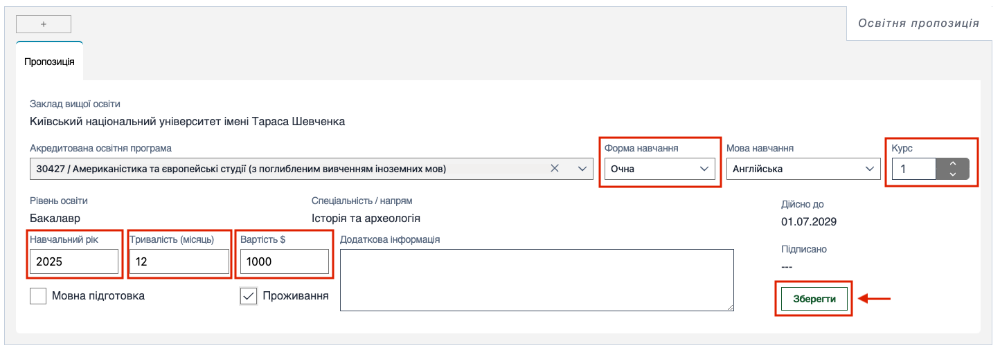 +
Освітня пропозиція
Пропозиція
Заклад вищої освіти
Київський національний університет імені Тараса Шевченка
Акредитована освітня програма
Форма навчання
Мова навчання
Курс
30427 / Американістика та європейські студії (з поглибленим вивченням іноземних мов)
Очна
Англійська
1
Рівень освіти
Спеціальність / напрям
Дійсно до
Бакалавр
Історія та археологія
01.07.2029
Навчальний рік
Тривалість (місяць)
Вартість $
Додаткова інформація
Підписано
2025
12
1000
---
Мовна підготовка
Проживання
Зберегти